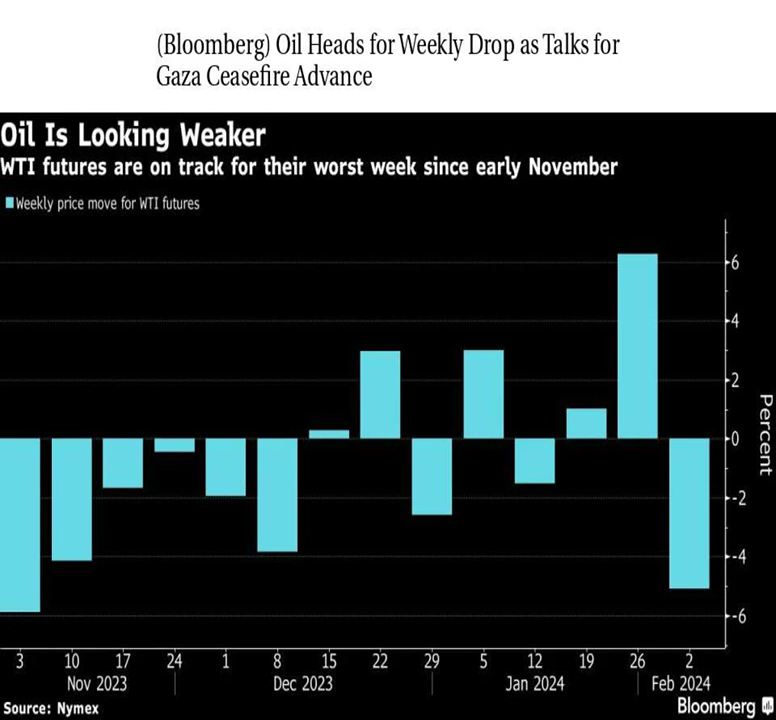 (Bloomberg) Oil Heads for Weekly Drop as Talks for
Gaza Ceasefire Advance
Oil Is Looking Weaker
WTI futures are on track for their worst week since early November
Weekly price move for WTI futures
6
4
2
0
-2
-4
-6
Percent
3 10 17 24 1 8 15 22 29 5 12 19 26 2
Nov 2023 Dec 2023 Jan 2024 Feb 2024
Source: Nymex
Bloomberg